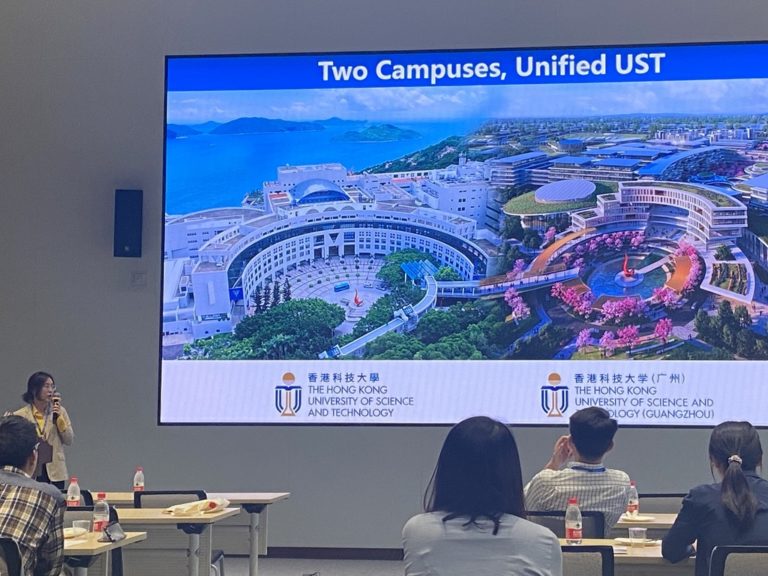 Two Campuses, Unified UST
香港科技大學
THE HONG KONG
UNIVERSITY OF SCIENCE
AND TECHNOLOGY
香港科技大学(广州)
THE HONG KONG
UNIVERSITY OF SCIENCE AND
(GUANGZHOU)